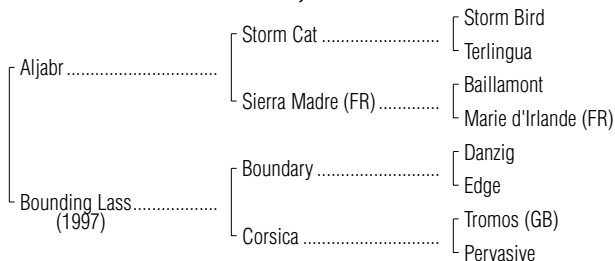 Storm Bird
Storm Cat ........................
Terlingua
Aljabr ...............................
Baillamont
Sierra Madre (FR) ............
Marie d'Irlande (FR)
Danzig
Boundary .........................
Edge
Bounding Lass.................
(1997)
Tromos (GB)
Corsica ............................
Pervasive